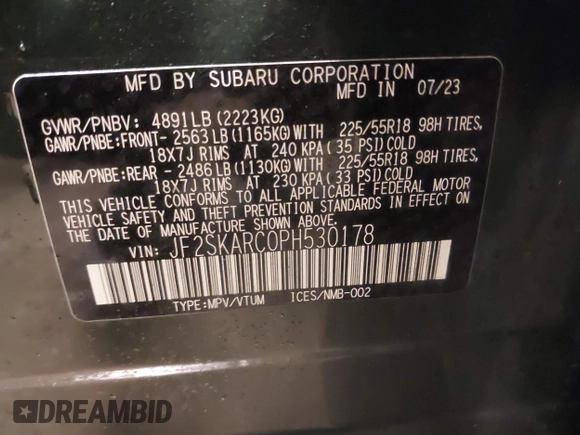 MFD BY SUBARU CORPORATION
MFD IN 07/23
GVWR/PNBV: 4891LB(2223KG)
GAWR/PNBE:FRONT-2563LB(1165KG)WITH 225/55R18 98H TIRES,
18X7J RIMS AT 240 KPA(35 PSI)COLD
GAWR/PNBE:REAR -2486LB(1130KG)WITH 225/55R18 98H TIRES,
18X7J RIMS AT 230 KPA(33 PSI)COLD
THIS VEHICLE CONFORMS TO ALL APPLICABLE FEDERAL MOTOR
VEHICLE SAFETY AND THEFT PREVENTION STANDARDS IN EFFECT ON
THE DATE OF MANUFACTURE SHOWN ABOVE.
VIN: JF2SKARC0PH530178
TYPE:MPV/VTUM ICES/NMB-002
DREAMBID